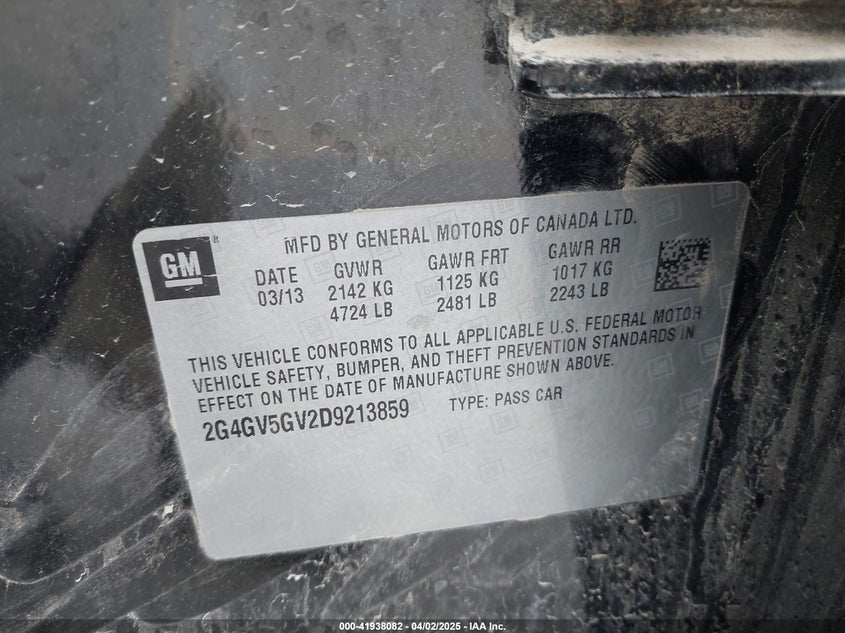 GM
®
MFD BY GENERAL MOTORS OF CANADA LTD.
DATE GVWR GAWR FRT GAWR RR
03/13 2142 KG 1125 KG 1017 KG
4724 LB 2481 LB 2243 LB
THIS VEHICLE CONFORMS TO ALL APPLICABLE U.S. FEDERAL MOTOR
VEHICLE SAFETY, BUMPER, AND THEFT PREVENTION STANDARDS IN
EFFECT ON THE DATE OF MANUFACTURE SHOWN ABOVE.
2G4GV5GV2D9213859 TYPE: PASS CAR
000-41938082 - 04/02/2025 - IAA Inc.